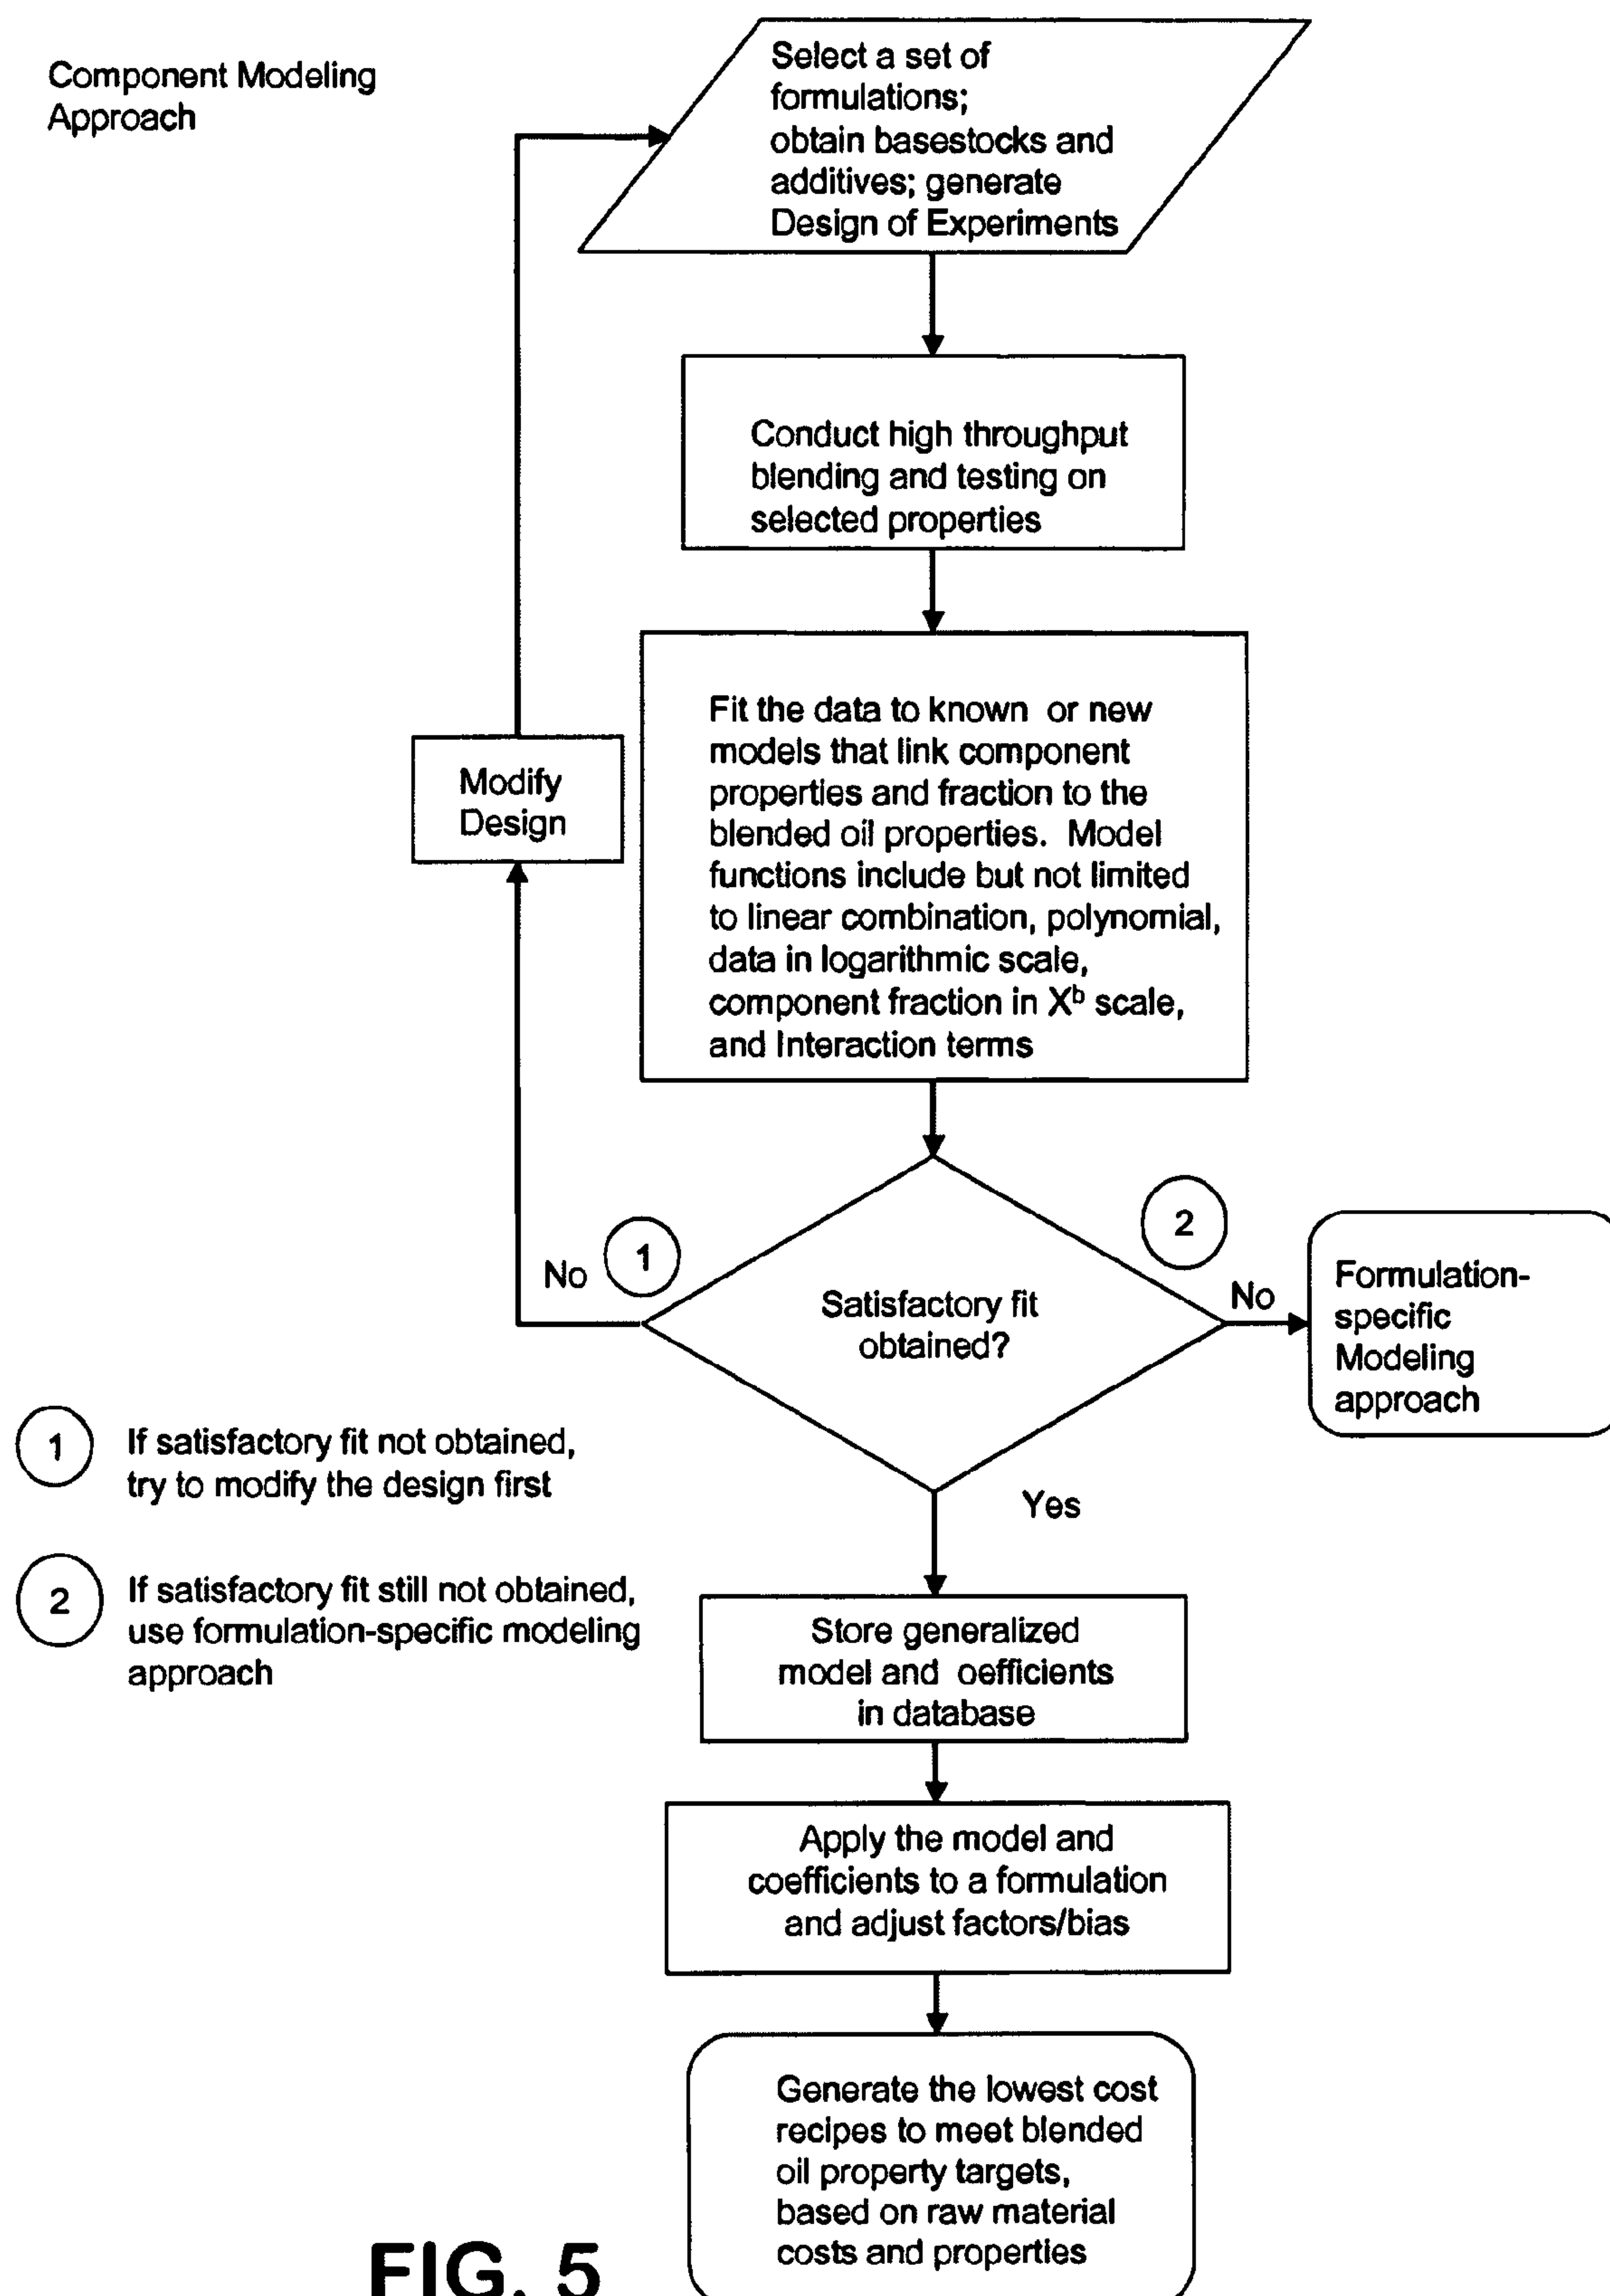 Component Modeling
Approach
Select a set of
formulations;
obtain basestocks and
additives; generate
Design of Experiments
Conduct high throughput
blending and testing on
selected properties
Fit the data to known or new
models that link component
properties and fraction to the
blended oil properties. Model
functions include but not limited
to linear combination, polynomial,
data in logarithmic scale,
component fraction in Xᵇ scale,
and Interaction terms
Modify
Design
No
1
Satisfactory fit
obtained?
2
No
Formulation-
specific
Modeling
approach
1
If satisfactory fit not obtained,
try to modify the design first
Yes
2
If satisfactory fit still not obtained,
use formulation-specific modeling
approach
Store generalized
model and oefficients
in database
Apply the model and
coefficients to a formulation
and adjust factors/bias
Generate the lowest cost
recipes to meet blended
oil property targets,
based on raw material
costs and properties
FIG. 5